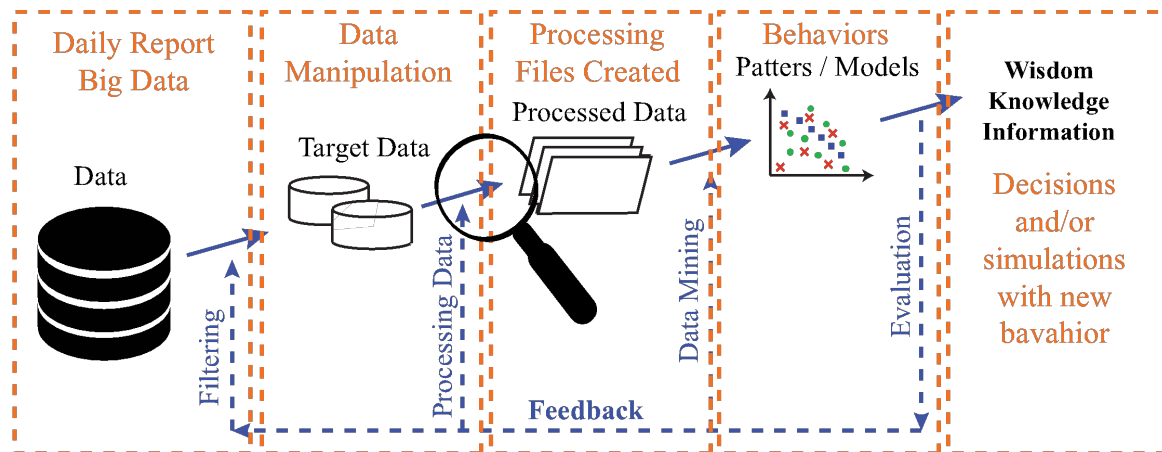 Daily Report
Big Data
Data
Filtering
Data
Manipulation
Target Data
Processing Data
Processing
Files Created
Processed Data
Data Mining
Behaviors
Patters / Models
Evaluation
Wisdom
Knowledge
Information
Decisions
and/or
simulations
with new
bavahior
Feedback